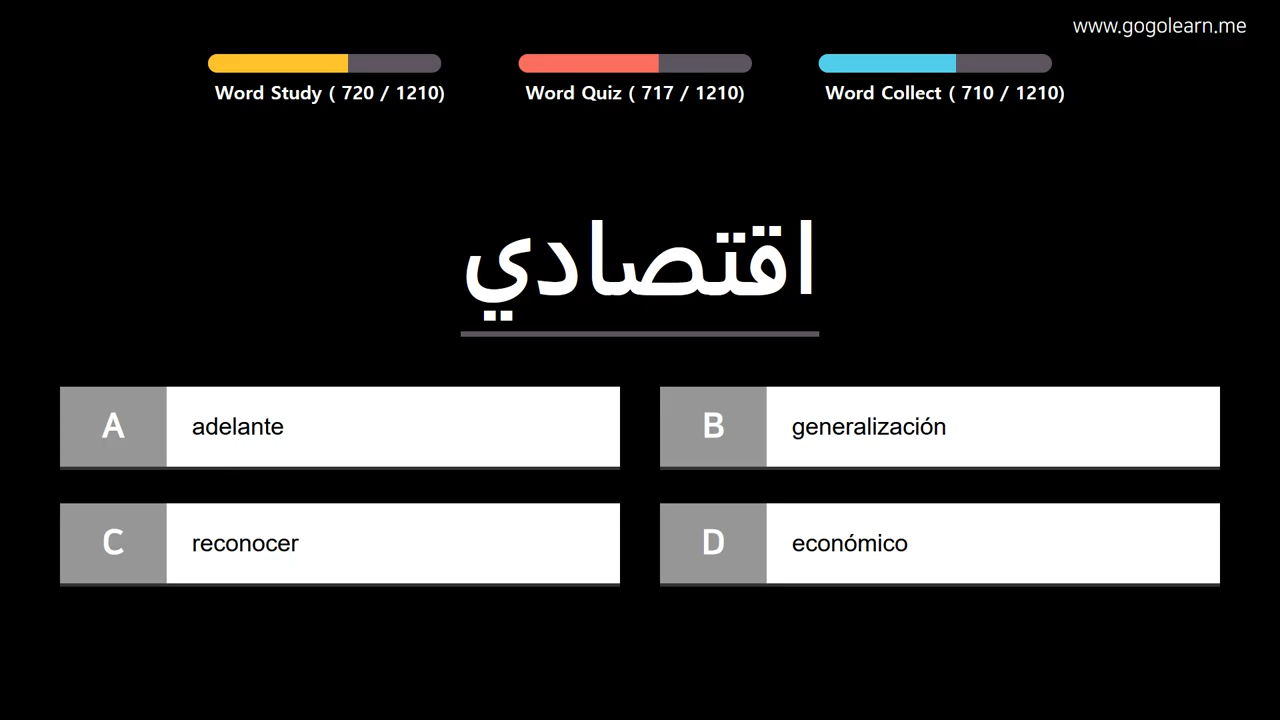 www.gogolearn.me
Word Study ( 720 / 1210)
Word Quiz ( 717 / 1210)
Word Collect ( 710 / 1210)
اقتصادي
A adelante
B generalización
C reconocer
D económico